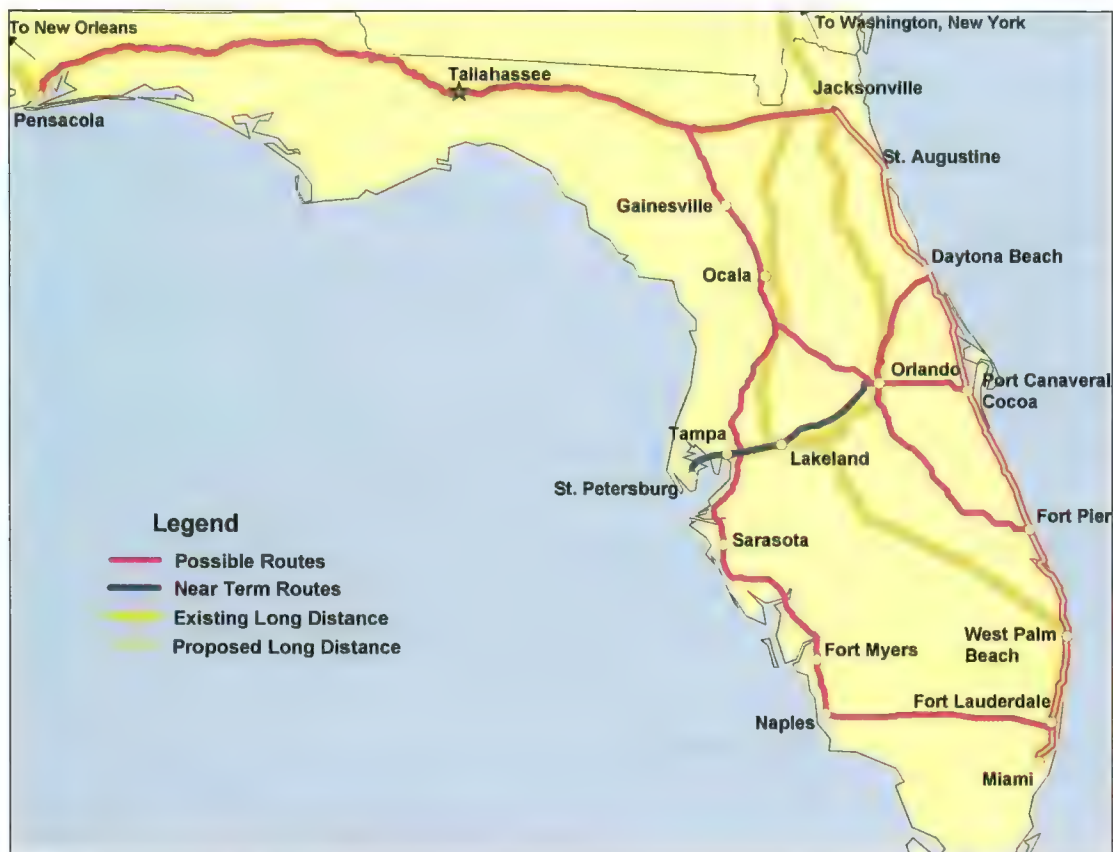 To New Orleans
To Washington, New York
Tallahassee
Jacksonville
Pensacola
St. Augustine
Gainesville
Daytona Beach
Ocala
Orlando
Port Canaveral
Cocoa
Tampa
Lakeland
St. Petersburg
Fort Pier
Legend
Sarasota
Possible Routes
Near Term Routes
Existing Long Distance
Proposed Long Distance
West Palm
Beach
Fort Myers
Fort Lauderdale
Naples
Miami